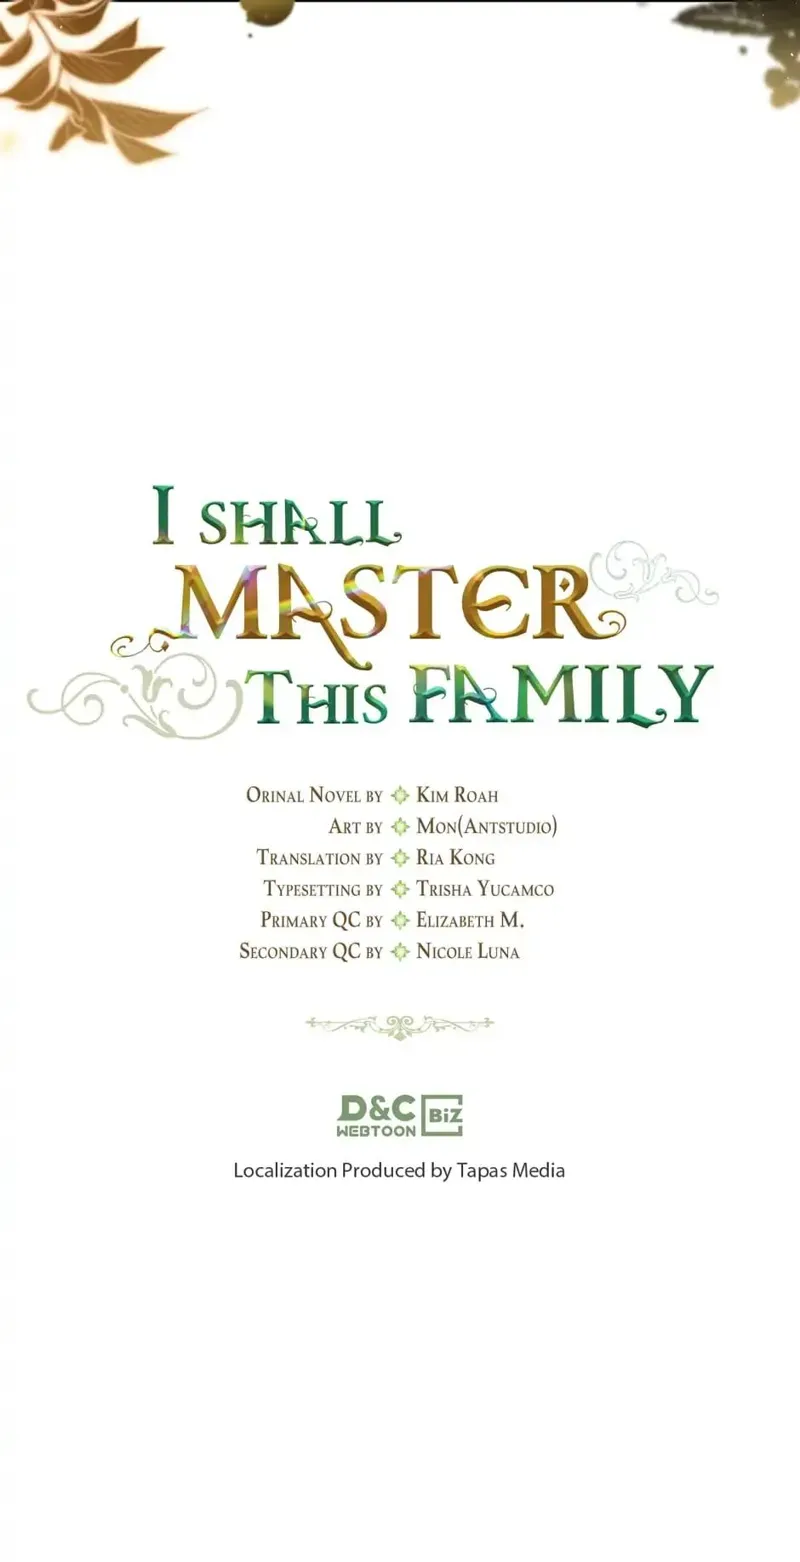 I SHALL
MASTER
THIS FAMILY
ORINAL NOVEL BY KIM ROAH
ART BY MON(ANTSTUDIO)
TRANSLATION BY RIA KONG
TYPESETTING BY TRISHA YUCAMCO
PRIMARY QC BY ELIZABETH M.
SECONDARY QC BY NICOLE LUNA
D&C BIZ
WEBTOON
Localization Produced by Tapas Media